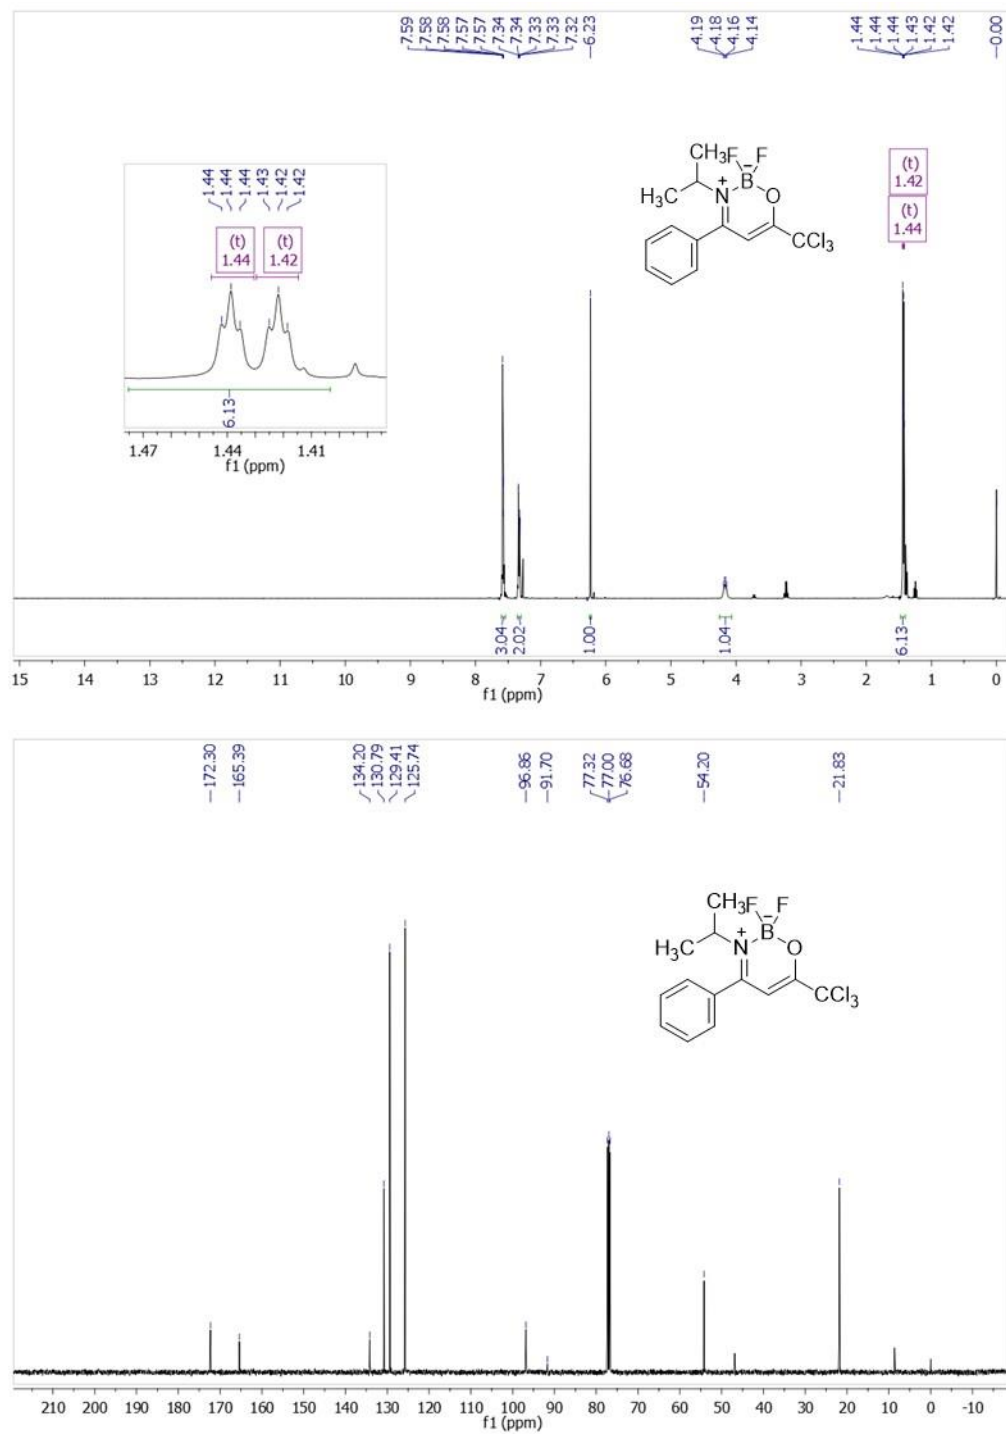 7.59 7.58 7.58 7.57 7.57 7.34 7.34 7.33 7.33 7.32 6.23 4.19 4.18 4.16 4.14 1.44 1.44 1.44 1.43 1.42 1.42 -0.00
1.44 1.44 1.44 1.43 1.42 1.42
(t)
1.44
(t)
1.42
6.13
1.47 1.44 1.41
f1 (ppm)
CH3 F F
H3C N + B - O
CCl3
(t)
1.42
(t)
1.44
3.04 2.02 1.00 1.04 6.13
15 14 13 12 11 10 9 8 7 6 5 4 3 2 1 0
f1 (ppm)
172.30 165.39 134.20 130.79 129.41 125.74 96.86 91.70 77.32 77.00 76.68 54.20 21.83
CH3 F F
H3C N + B - O
CCl3
210 200 190 180 170 160 150 140 130 120 110 100 90 80 70 60 50 40 30 20 10 0 -10
f1 (ppm)